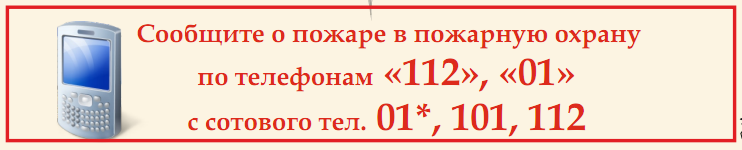 Сообщите о пожаре в пожарную охрану
по телефонам «112», «01»
с сотового тел. 01*, 101, 112